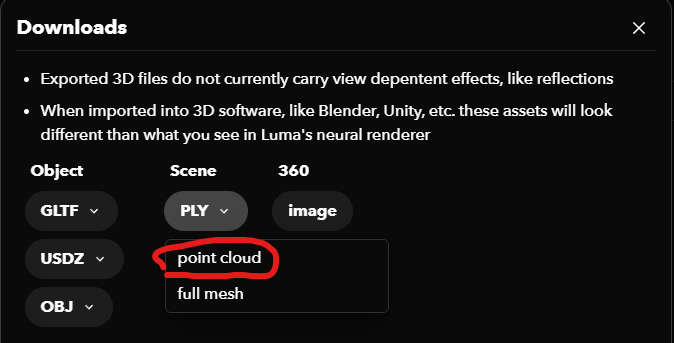 Downloads
Exported 3D files do not currently carry view depentent effects, like reflections
When imported into 3D software, like Blender, Unity, etc. these assets will look
different than what you see in Luma's neural renderer
Object
Scene
360
GLTF
PLY
image
USDZ
point cloud
full mesh
OBJ